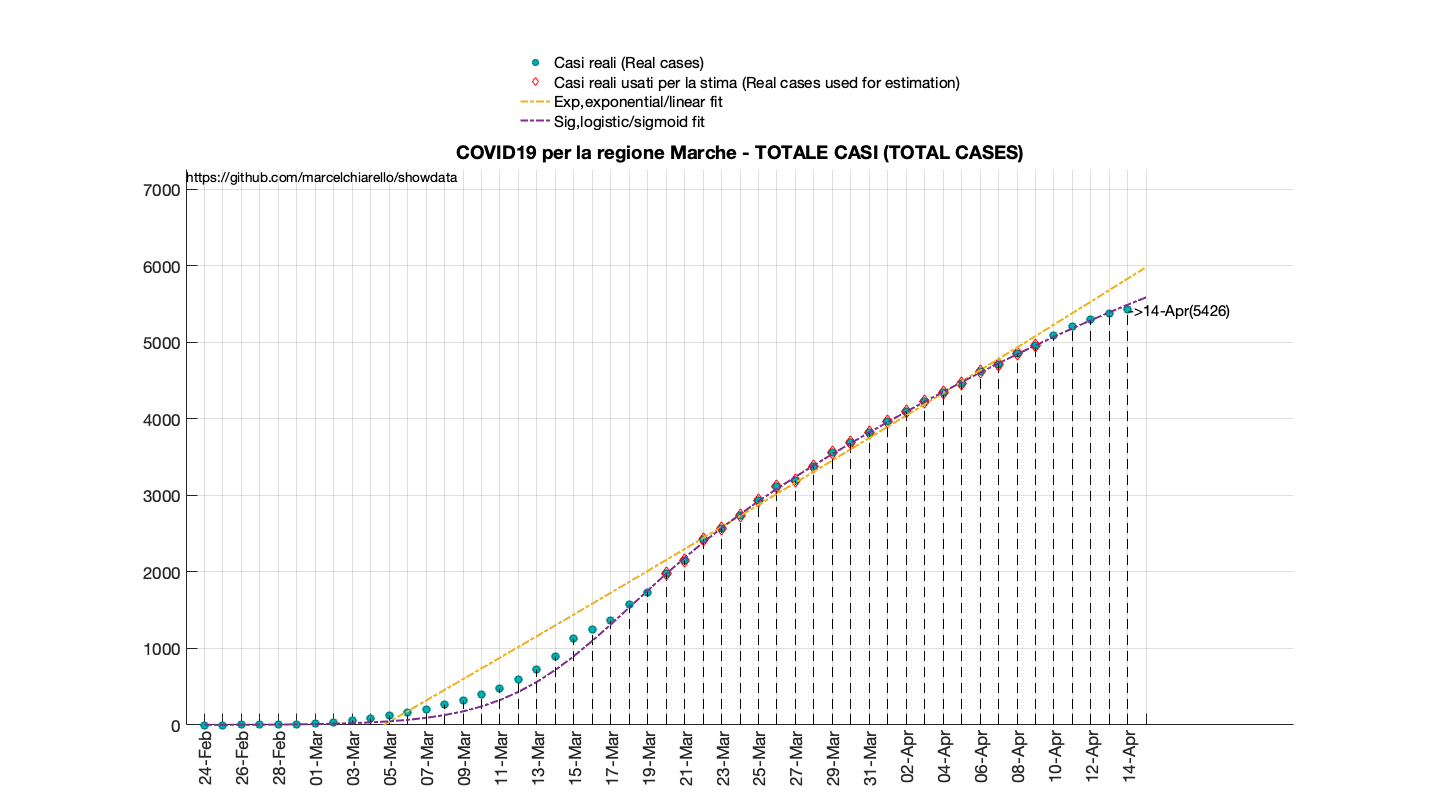 Casi reali (Real cases)
Casi reali usati per la stima (Real cases used for estimation)
Exp,exponential/linear fit
Sig,logistic/sigmoid fit
COVID19 per la regione Marche - TOTALE CASI (TOTAL CASES)
https://github.com/marcelchiarello/showdata
7000
6000
5000
4000
3000
2000
1000
0
>14-Apr(5426)
24-Feb
26-Feb
28-Feb
01-Mar
03-Mar
05-Mar
07-Mar
09-Mar
11-Mar
13-Mar
15-Mar
17-Mar
19-Mar
21-Mar
23-Mar
25-Mar
27-Mar
29-Mar
31-Mar
02-Apr
04-Apr
06-Apr
08-Apr
10-Apr
12-Apr
14-Apr